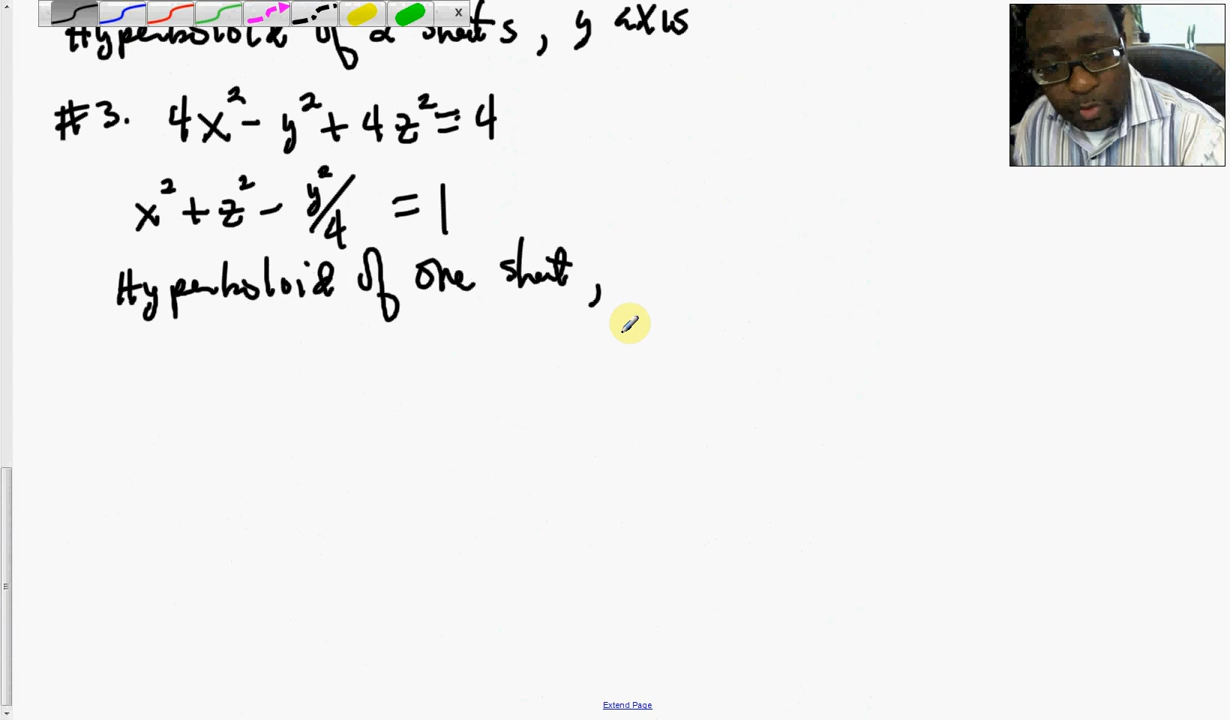 Hyperboloid of 2 sheets, y axis
#3. 4x² - y² + 4z² = 4
x² + z² - y²/4 = 1
Hyperboloid of one sheet,
x
Extend Page